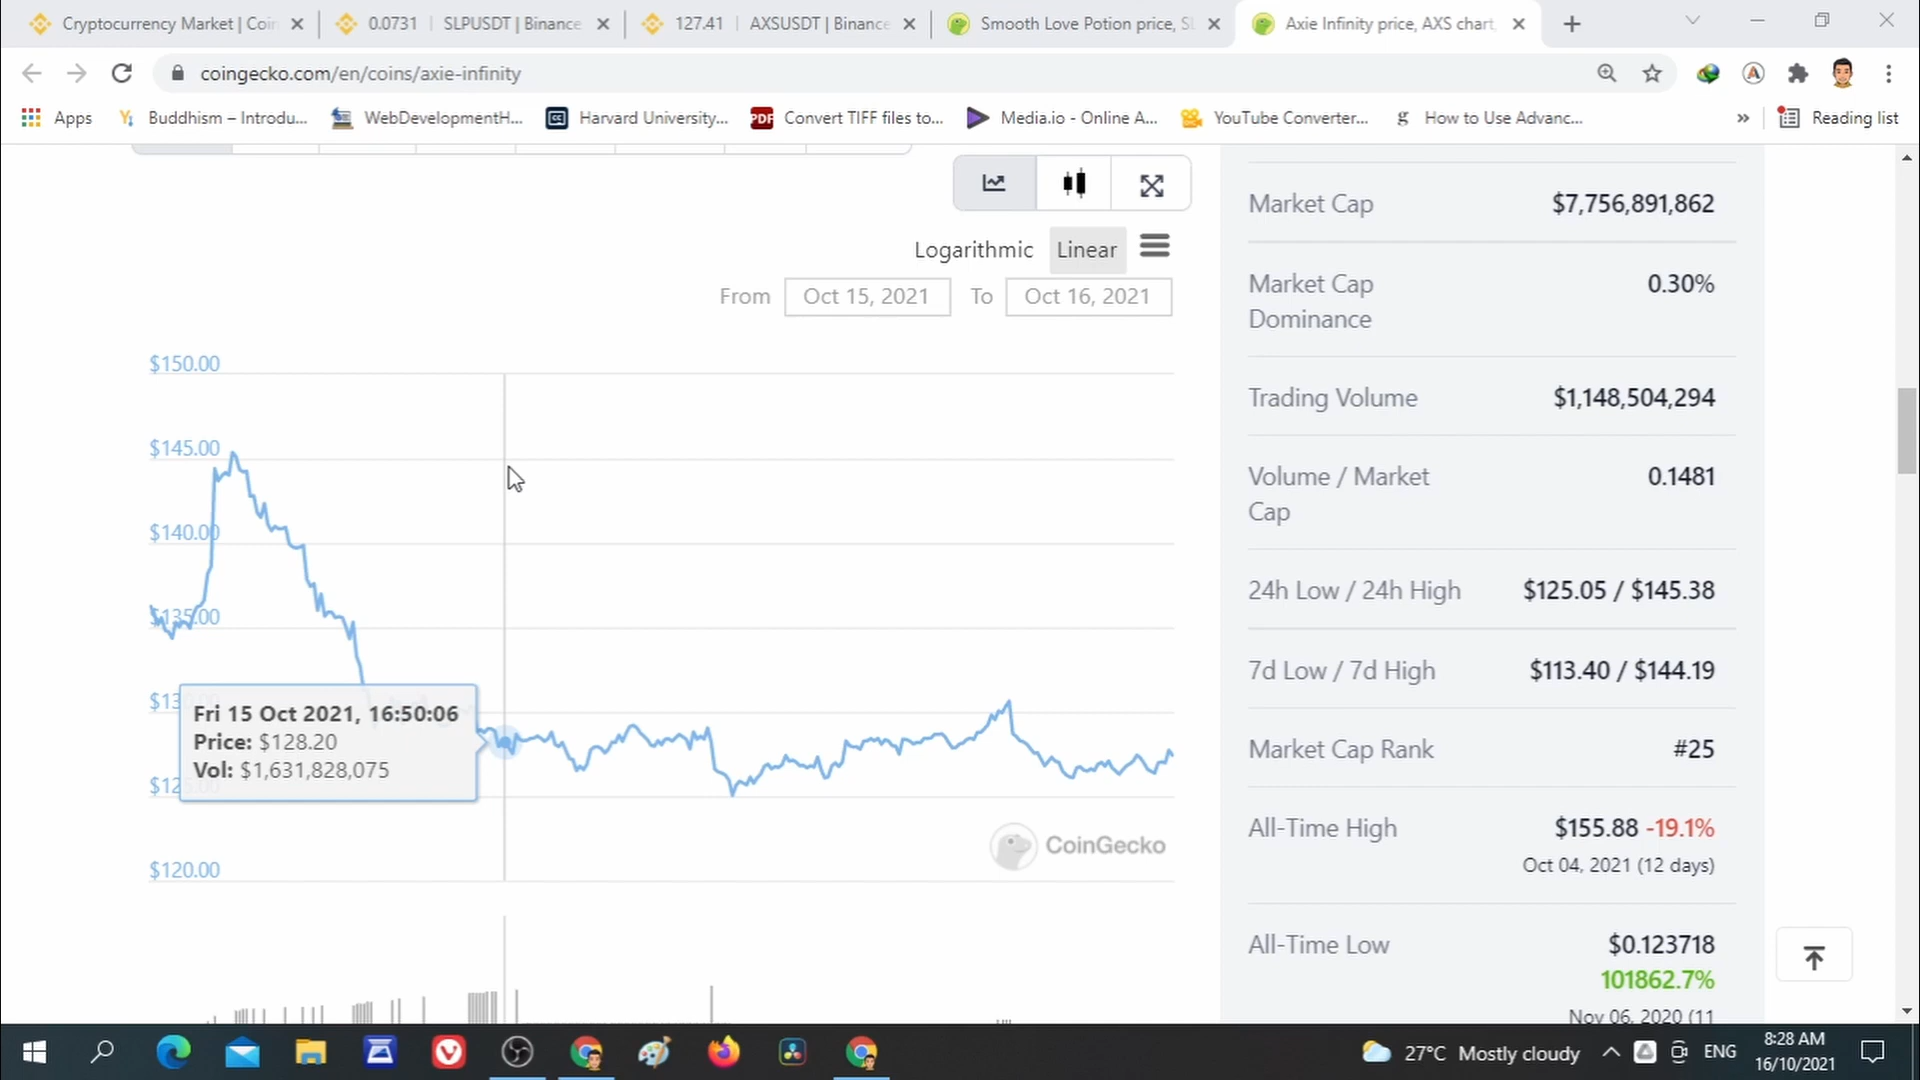 Cryptocurrency Market | Coi
0.0731 | SLPUSDT | Binance
127.41 | AXSUSDT | Binance
Smooth Love Potion price, SL
Axie Infinity price, AXS chart,
coingecko.com/en/coins/axie-infinity
Apps
Buddhism – Introdu...
WebDevelopmentH...
Harvard University...
PDF
Convert TIFF files to...
Media.io - Online A...
YouTube Converter...
How to Use Advanc...
»
Reading list
Logarithmic
Linear
From
Oct 15, 2021
To
Oct 16, 2021
$150.00
$145.00
$140.00
$135.00
$125.00
$120.00
Fri 15 Oct 2021, 16:50:06
Price: $128.20
Vol: $1,631,828,075
CoinGecko
Market Cap $7,756,891,862
Market Cap Dominance 0.30%
Trading Volume $1,148,504,294
Volume / Market Cap 0.1481
24h Low / 24h High $125.05 / $145.38
7d Low / 7d High $113.40 / $144.19
Market Cap Rank #25
All-Time High $155.88 -19.1%
Oct 04, 2021 (12 days)
All-Time Low $0.123718
101862.7%
Nov 06, 2020 (11
27°C Mostly cloudy
ENG
8:28 AM
16/10/2021